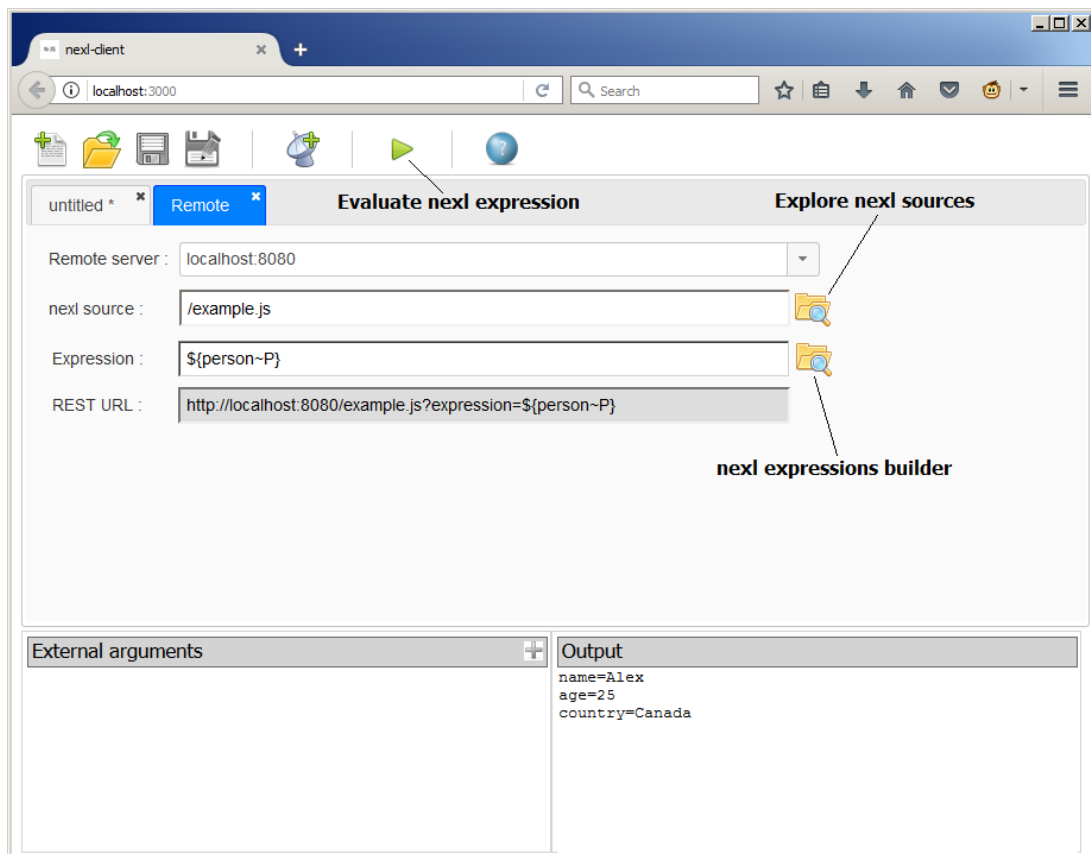 nexl-client
localhost:3000
Search
Evaluate nexl expression
Explore nexl sources
untitled *
Remote
Remote server :
localhost:8080
nexl source :
/example.js
Expression :
${person~P}
REST URL :
http://localhost:8080/example.js?expression=${person~P}
nexl expressions builder
External arguments
Output
name=Alex
age=25
country=Canada